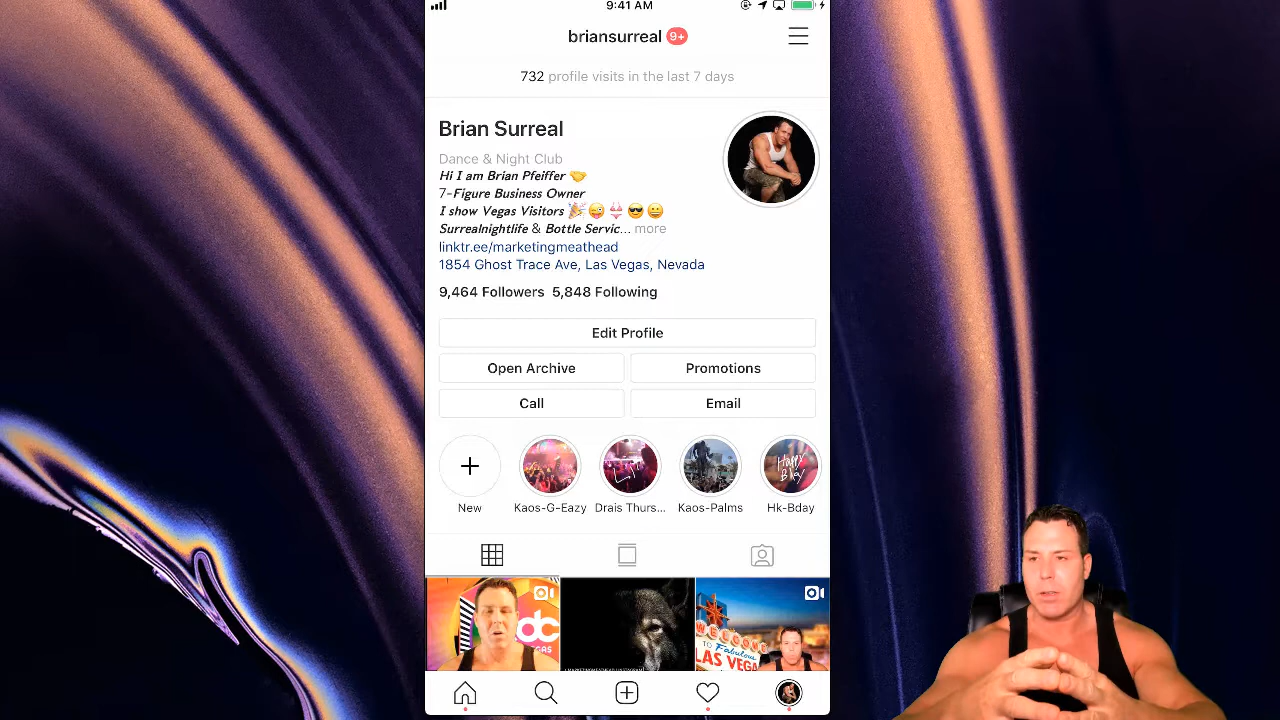 9:41 AM
briansurreal 9+
732 profile visits in the last 7 days
Brian Surreal
Dance & Night Club
Hi I am Brian Pfeiffer 🤝
7-Figure Business Owner
I show Vegas Visitors 🎉😜👙😎😀
Surrealnightlife & Bottle Servic... more
linktr.ee/marketingmeathead
1854 Ghost Trace Ave, Las Vegas, Nevada
9,464 Followers 5,848 Following
Edit Profile
Open Archive Promotions
Call Email
Happy
BDay
New Kaos-G-Eazy Drais Thurs... Kaos-Palms Hk-Bday
WELCOME
TO Fabulous
LAS VEGAS